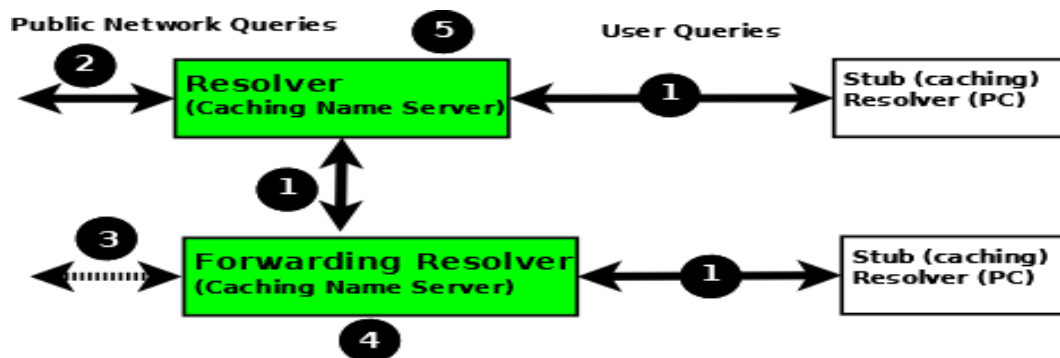 Public Network Queries
5
User Queries
2
Resolver
(Caching Name Server)
1
Stub (caching)
Resolver (PC)
1
3
Forwarding Resolver
(Caching Name Server)
1
Stub (caching)
Resolver (PC)
4